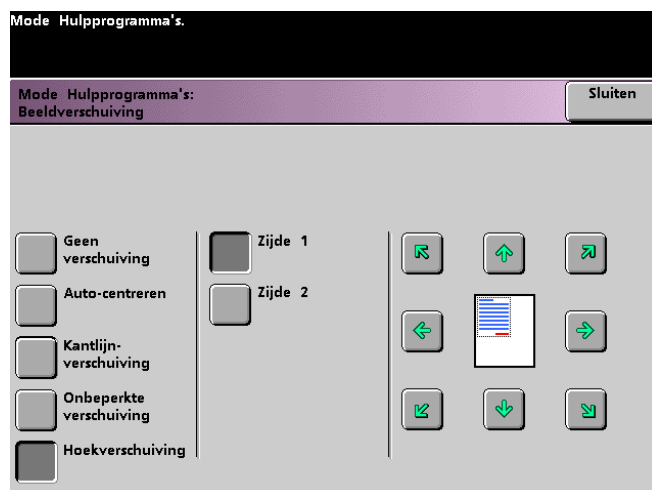 Mode Hulpprogramma's.
Mode Hulpprogramma's:
Beeldverschuiving
Sluiten
Geen
verschuiving
Auto-centreren
Kantlijn-
verschuiving
Onbeperkte
verschuiving
Hoekverschuiving
Zijde 1
Zijde 2